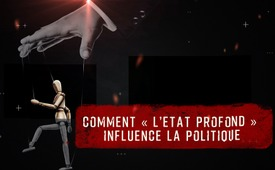 COMMENT « L'ETAT PROFOND »
INFLUENCE LA POLITIQUE